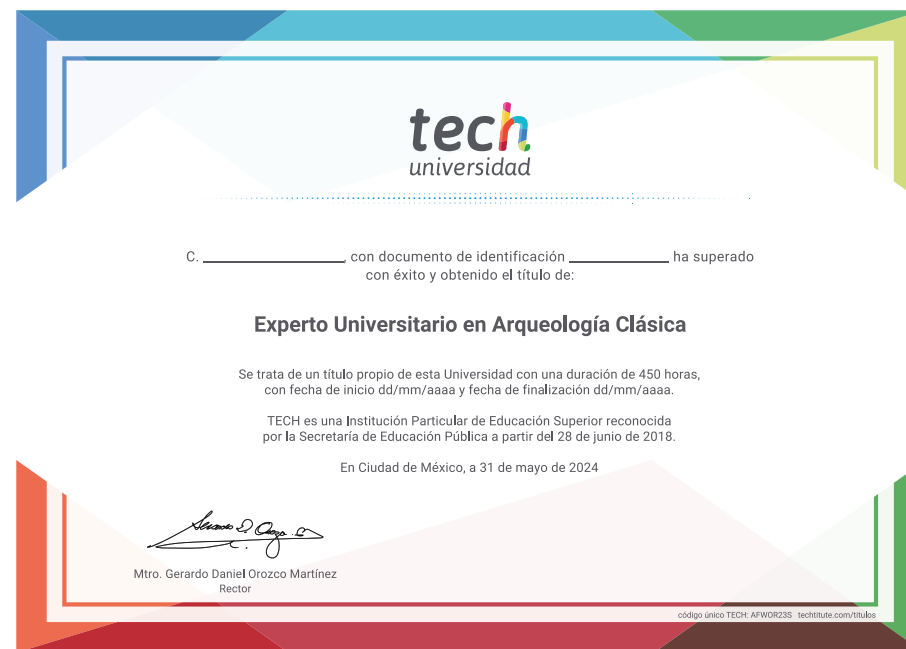 tech
universidad
C. ____________________, con documento de identificación ______________ ha superado
con éxito y obtenido el título de:
Experto Universitario en Arqueología Clásica
Se trata de un título propio de esta Universidad con una duración de 450 horas,
con fecha de inicio dd/mm/aaaa y fecha de finalización dd/mm/aaaa.
TECH es una Institución Particular de Educación Superior reconocida
por la Secretaría de Educación Pública a partir del 28 de junio de 2018.
En Ciudad de México, a 31 de mayo de 2024
Mtro. Gerardo Daniel Orozco Martínez
Rector
código único TECH: AFWOR23S techtitute.com/titulos